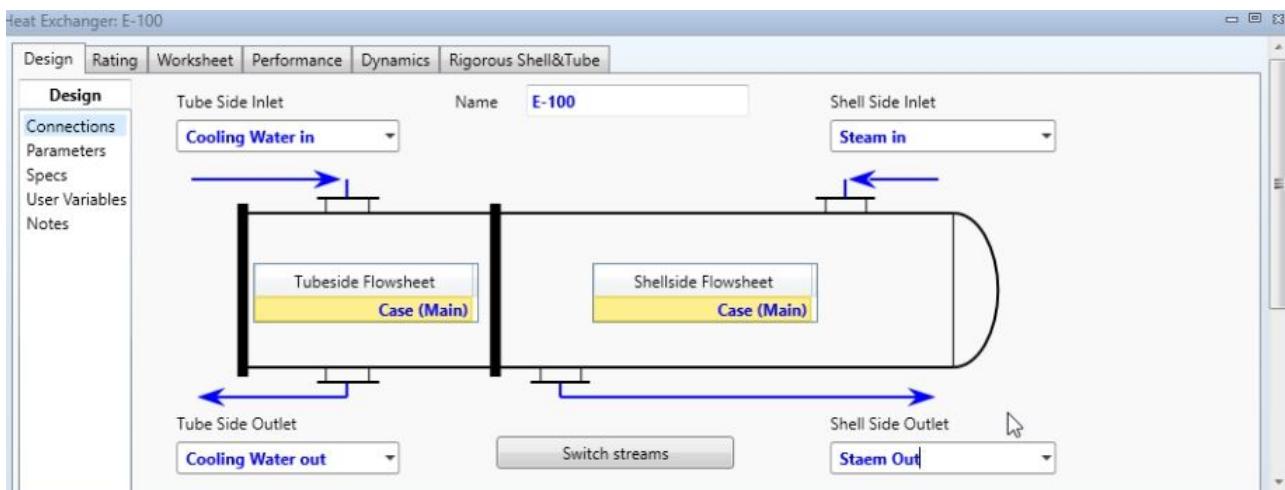 Heat Exchanger: E-100
Design Rating Worksheet Performance Dynamics Rigorous Shell&Tube
Design
Connections
Parameters
Specs
User Variables
Notes
Tube Side Inlet
Cooling Water in
Name E-100
Shell Side Inlet
Steam in
Tubeside Flowsheet
Case (Main)
Shellside Flowsheet
Case (Main)
Tube Side Outlet
Cooling Water out
Switch streams
Shell Side Outlet
Staem Out